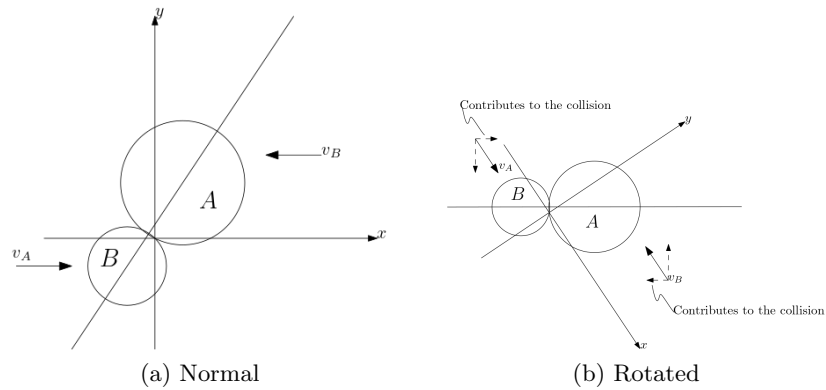 y
v_B
A
x
v_A
B
(a) Normal
Contributes to the collision
y
v_A
B
A
v_B
Contributes to the collision
x
(b) Rotated